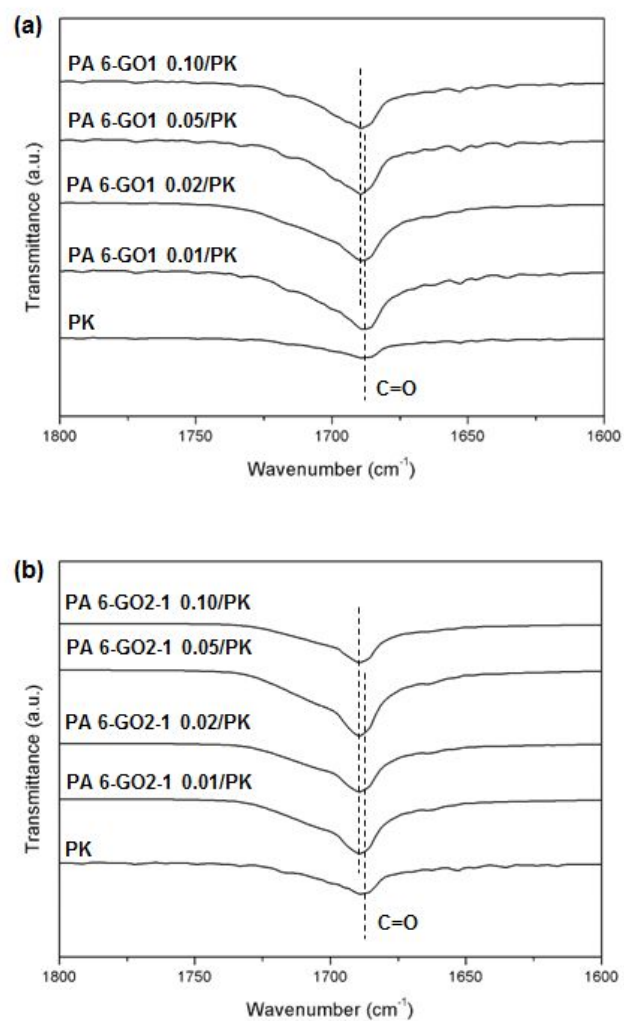 (a)
PA 6-GO1 0.10/PK
PA 6-GO1 0.05/PK
PA 6-GO1 0.02/PK
PA 6-GO1 0.01/PK
PK
C=O
Transmittance (a.u.)
1800 1750 1700 1650 1600
Wavenumber (cm⁻¹)
(b)
PA 6-GO2-1 0.10/PK
PA 6-GO2-1 0.05/PK
PA 6-GO2-1 0.02/PK
PA 6-GO2-1 0.01/PK
PK
C=O
Transmittance (a.u.)
1800 1750 1700 1650 1600
Wavenumber (cm⁻¹)